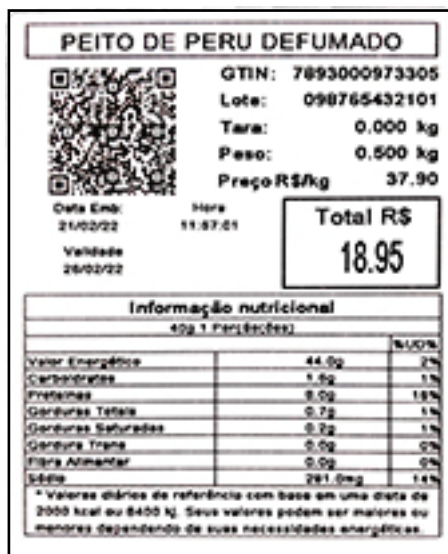 PEITO DE PERU DEFUMADO
GTIN: 7893000973305
Lote: 098765432101
Tara: 0.000 kg
Peso: 0.500 kg
Preço R$/kg 37.90
Data Emb: Hora
21/02/22 11:57:01
Validade
26/02/22
Total R$
18.95
Informação nutricional
40g 1 Porção(ões)
%UD%
Valor Energético 44.0g 2%
Carboidratos 1.6g 1%
Proteínas 8.0g 16%
Gorduras Totais 0.7g 1%
Gorduras Saturadas 0.2g 1%
Gordura Trans 0.0g 0%
Fibra Alimentar 0.0g 0%
Sódio 281.0mg 14%
* Valores diários de referência com base em uma dieta de
2000 kcal ou 8400 kj. Seus valores podem ser maiores ou
menores dependendo de suas necessidades energéticas.